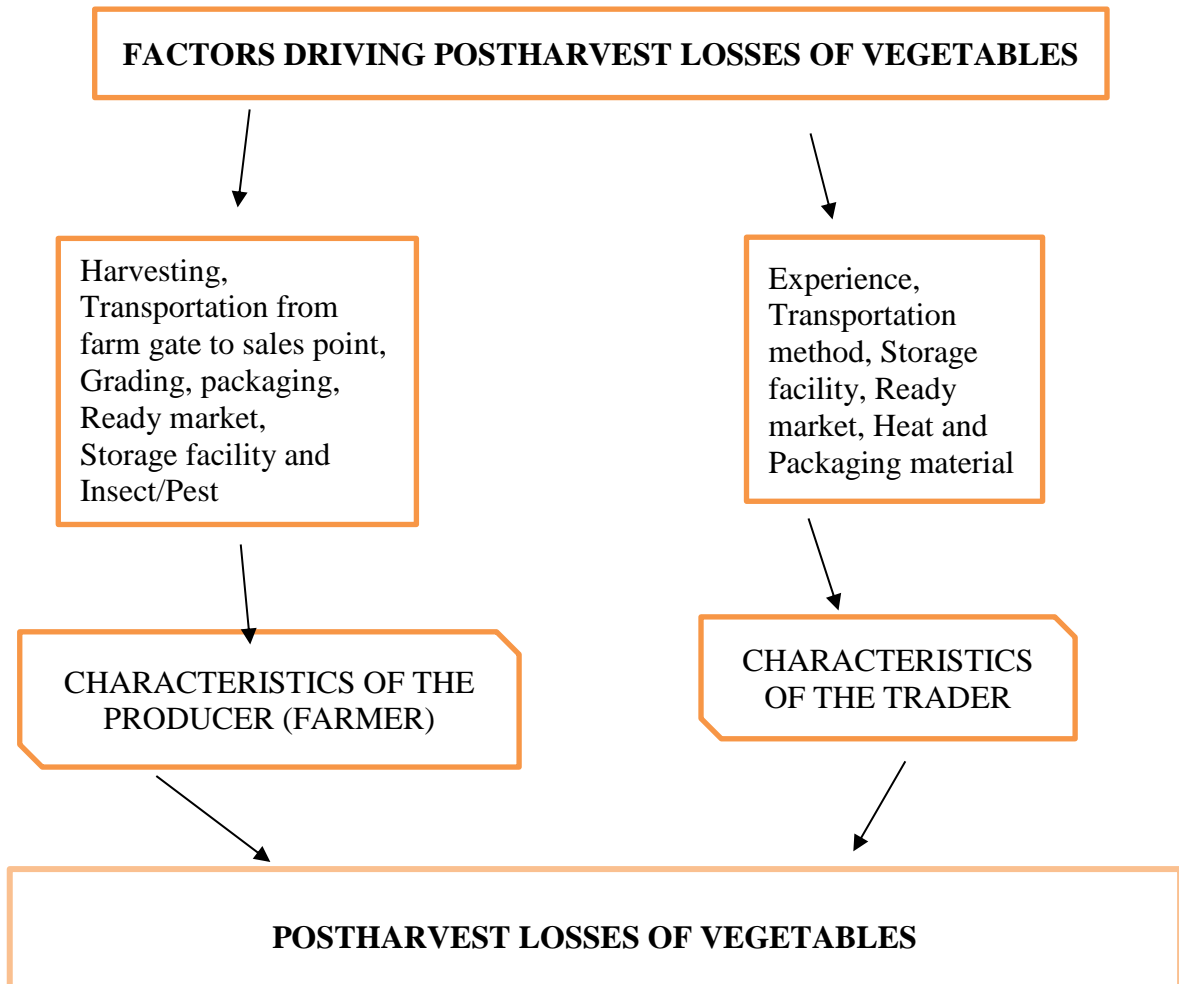 FACTORS DRIVING POSTHARVEST LOSSES OF VEGETABLES
Harvesting,
Transportation from
farm gate to sales point,
Grading, packaging,
Ready market,
Storage facility and
Insect/Pest
Experience,
Transportation
method, Storage
facility, Ready
market, Heat and
Packaging material
CHARACTERISTICS OF THE
PRODUCER (FARMER)
CHARACTERISTICS
OF THE TRADER
POSTHARVEST LOSSES OF VEGETABLES